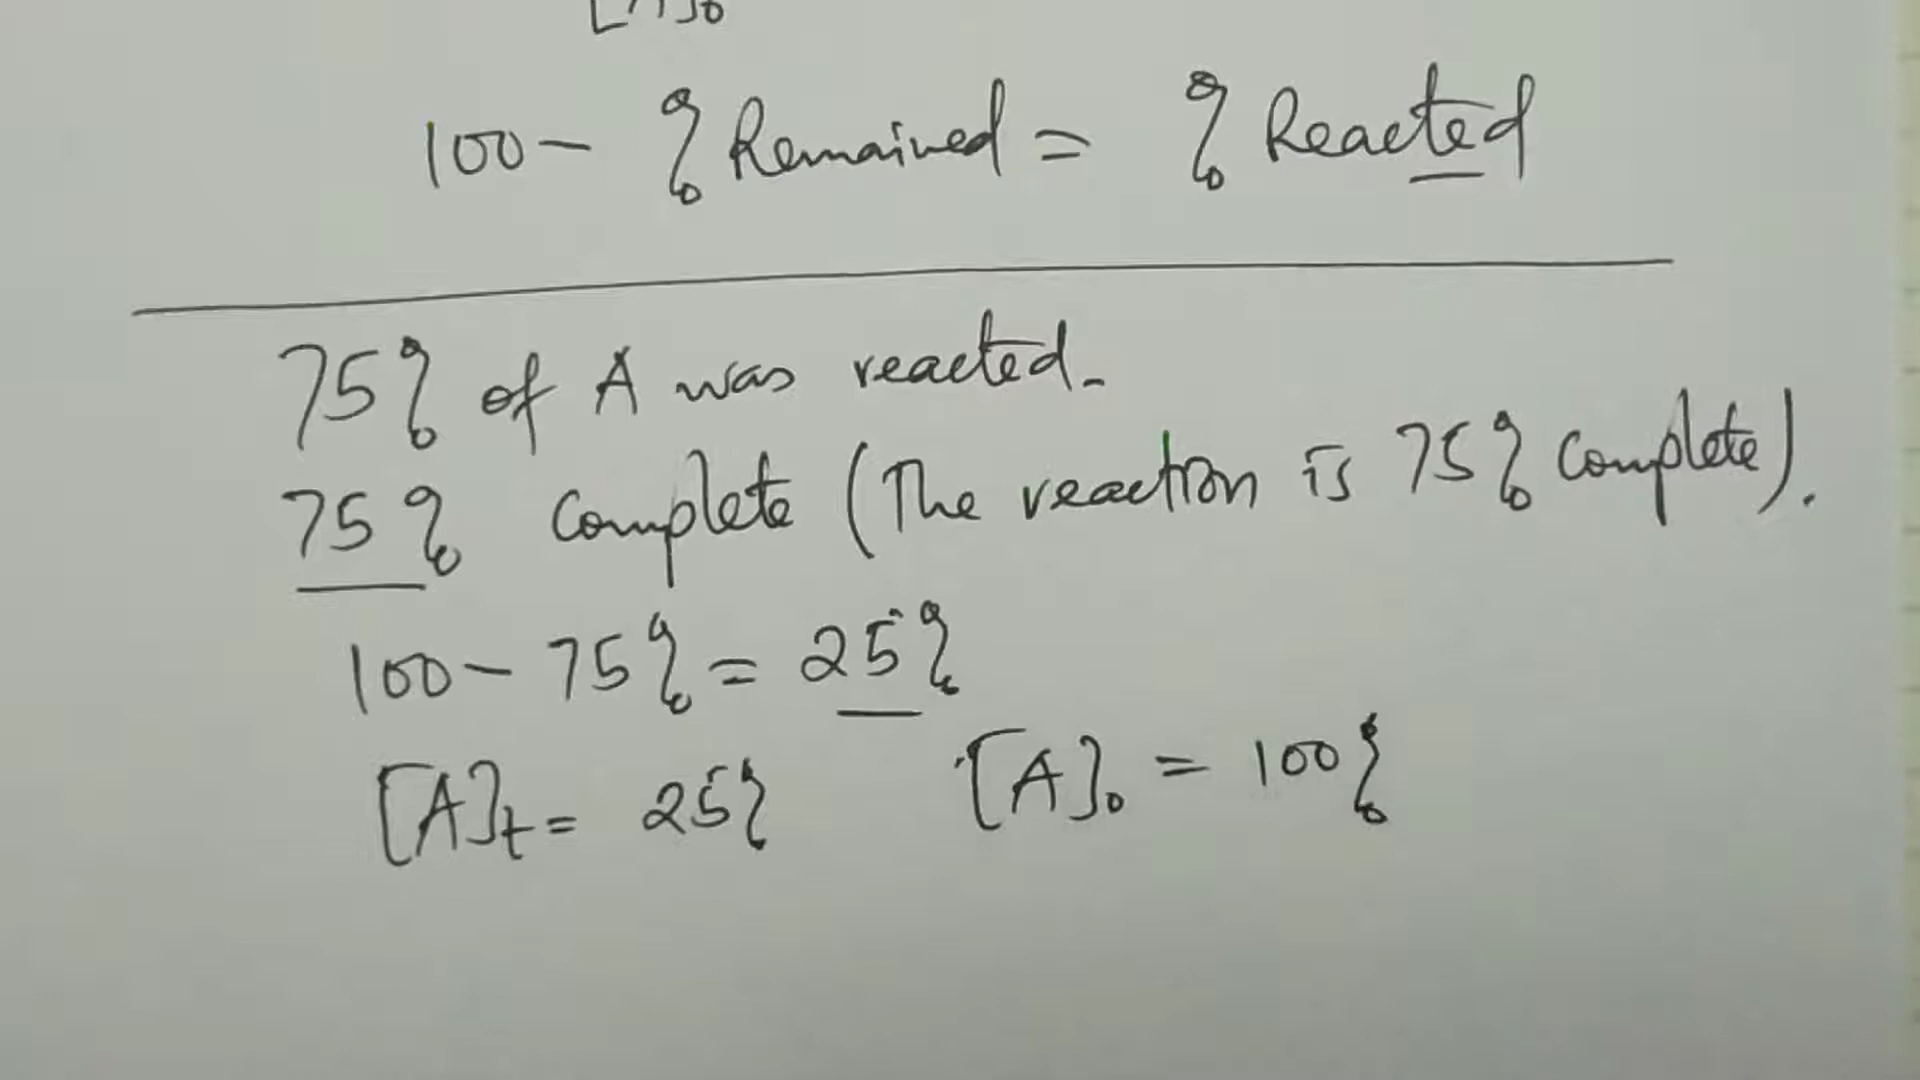 [A]0
100 - % Remained = % Reacted
75% of A was reacted.
75% Complete (The reaction is 75% Complete).
100 - 75% = 25%
[A]t = 25% [A]0 = 100%